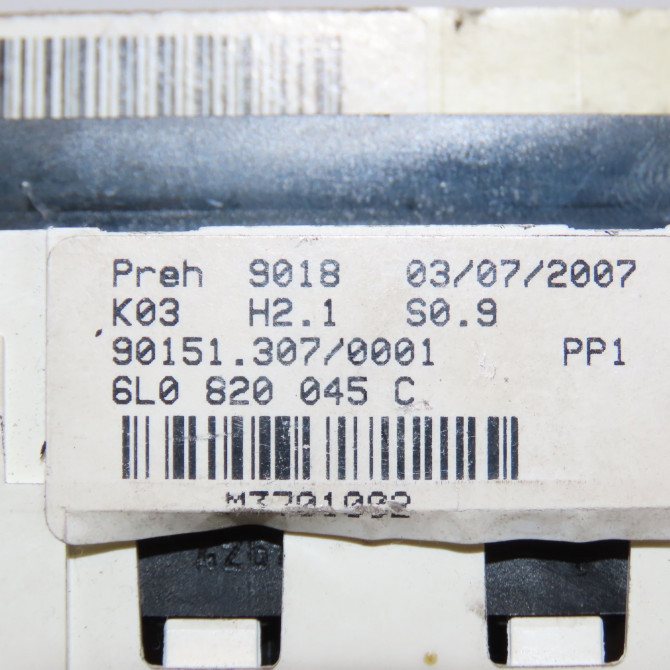 Preh 9018 03/07/2007
K03 H2.1 S0.9
90151.307/0001 PP1
6L0 820 045 C